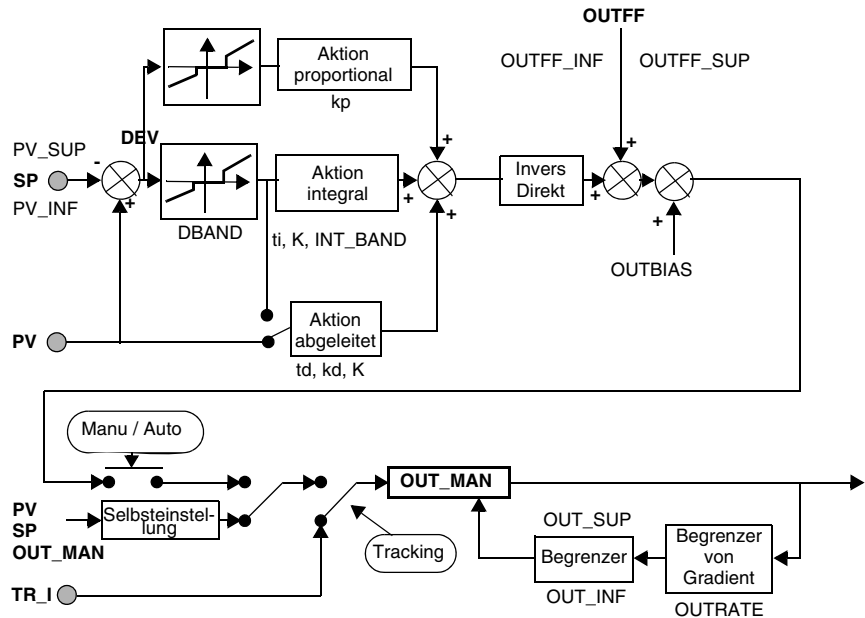 OUTFF
OUTFF_INF
OUTFF_SUP
Aktion
proportional
kp
DEV
PV_SUP
SP
PV_INF
-
+
DBAND
Aktion
integral
ti, K, INT_BAND
+
+
+
Invers
Direkt
+
+
+
OUTBIAS
PV
Aktion
abgeleitet
td, kd, K
Manu / Auto
PV
SP
OUT_MAN
Selbsteinstel-
lung
TR_I
Tracking
OUT_MAN
OUT_SUP
Begrenzer
OUT_INF
Begrenzer
von
Gradient
OUTRATE